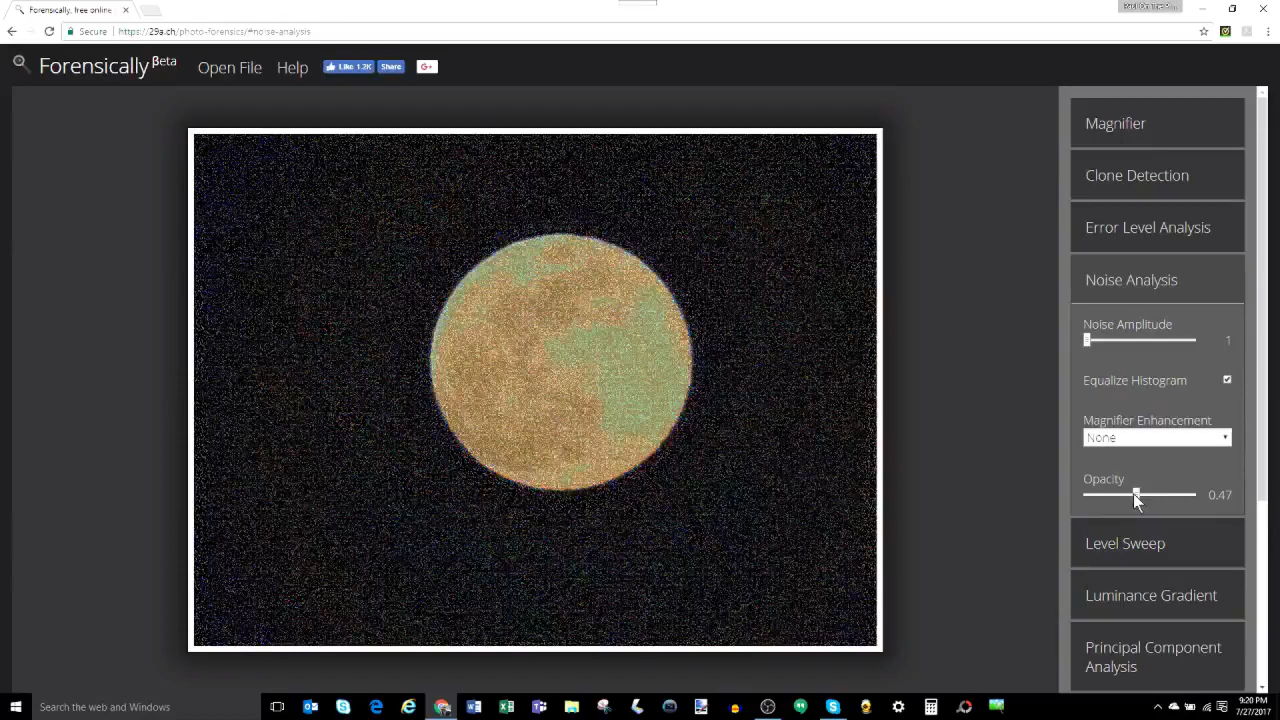 Forensically, free online
Secure
https://29a.ch/photo-forensics/#noise-analysis
Forensically Beta
Open File
Help
Like 1.2K
Share
G+
Magnifier
Clone Detection
Error Level Analysis
Noise Analysis
Noise Amplitude
1
Equalize Histogram
Magnifier Enhancement
None
Opacity
0.47
Level Sweep
Luminance Gradient
Principal Component
Analysis
Search the web and Windows
9:20 PM
7/27/2017